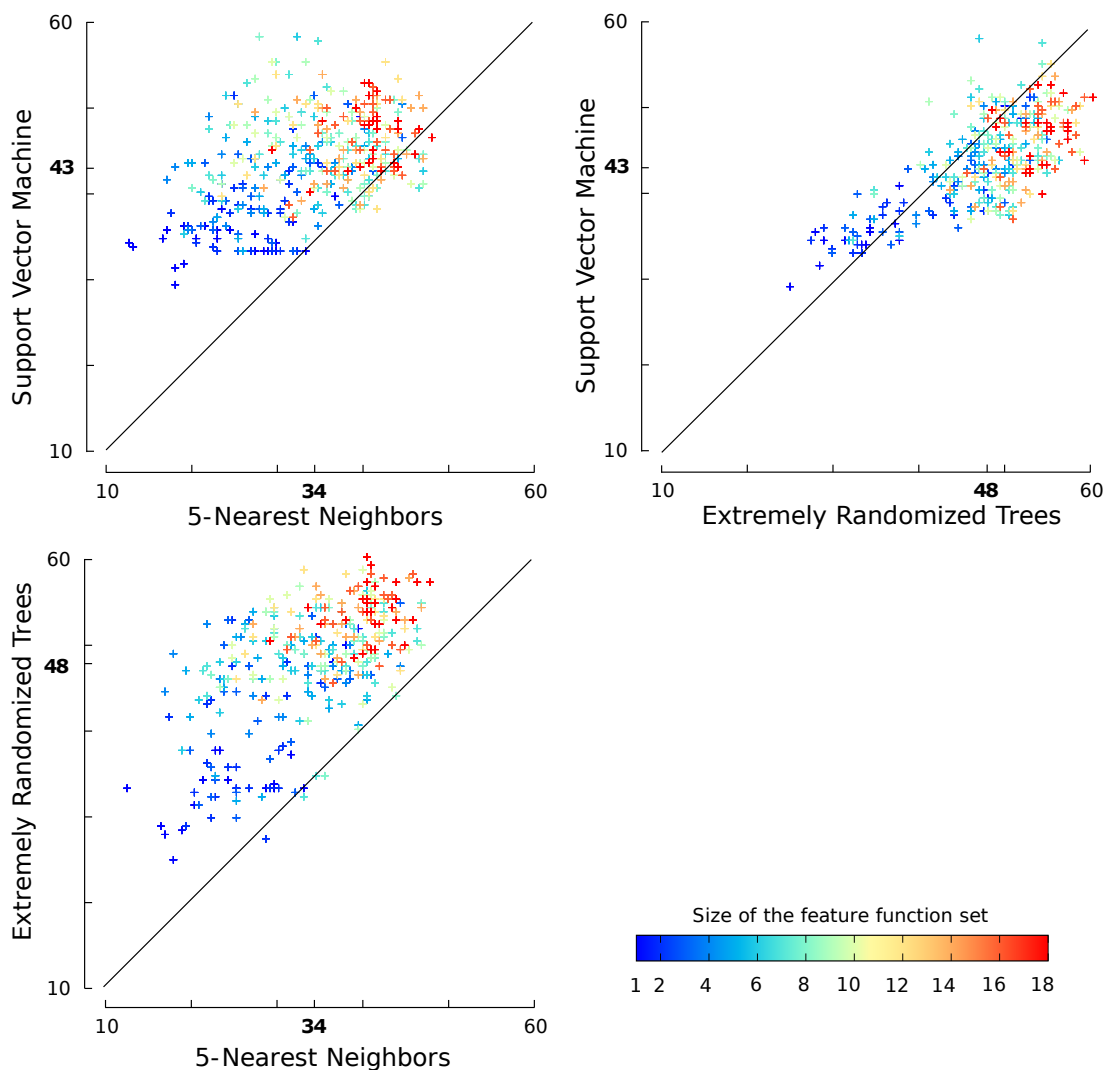 60
43
10
Support Vector Machine
10
34
60
5-Nearest Neighbors
60
43
10
Support Vector Machine
10
48
60
Extremely Randomized Trees
60
48
10
Extremely Randomized Trees
10
34
60
5-Nearest Neighbors
Size of the feature function set
1 2 4 6 8 10 12 14 16 18